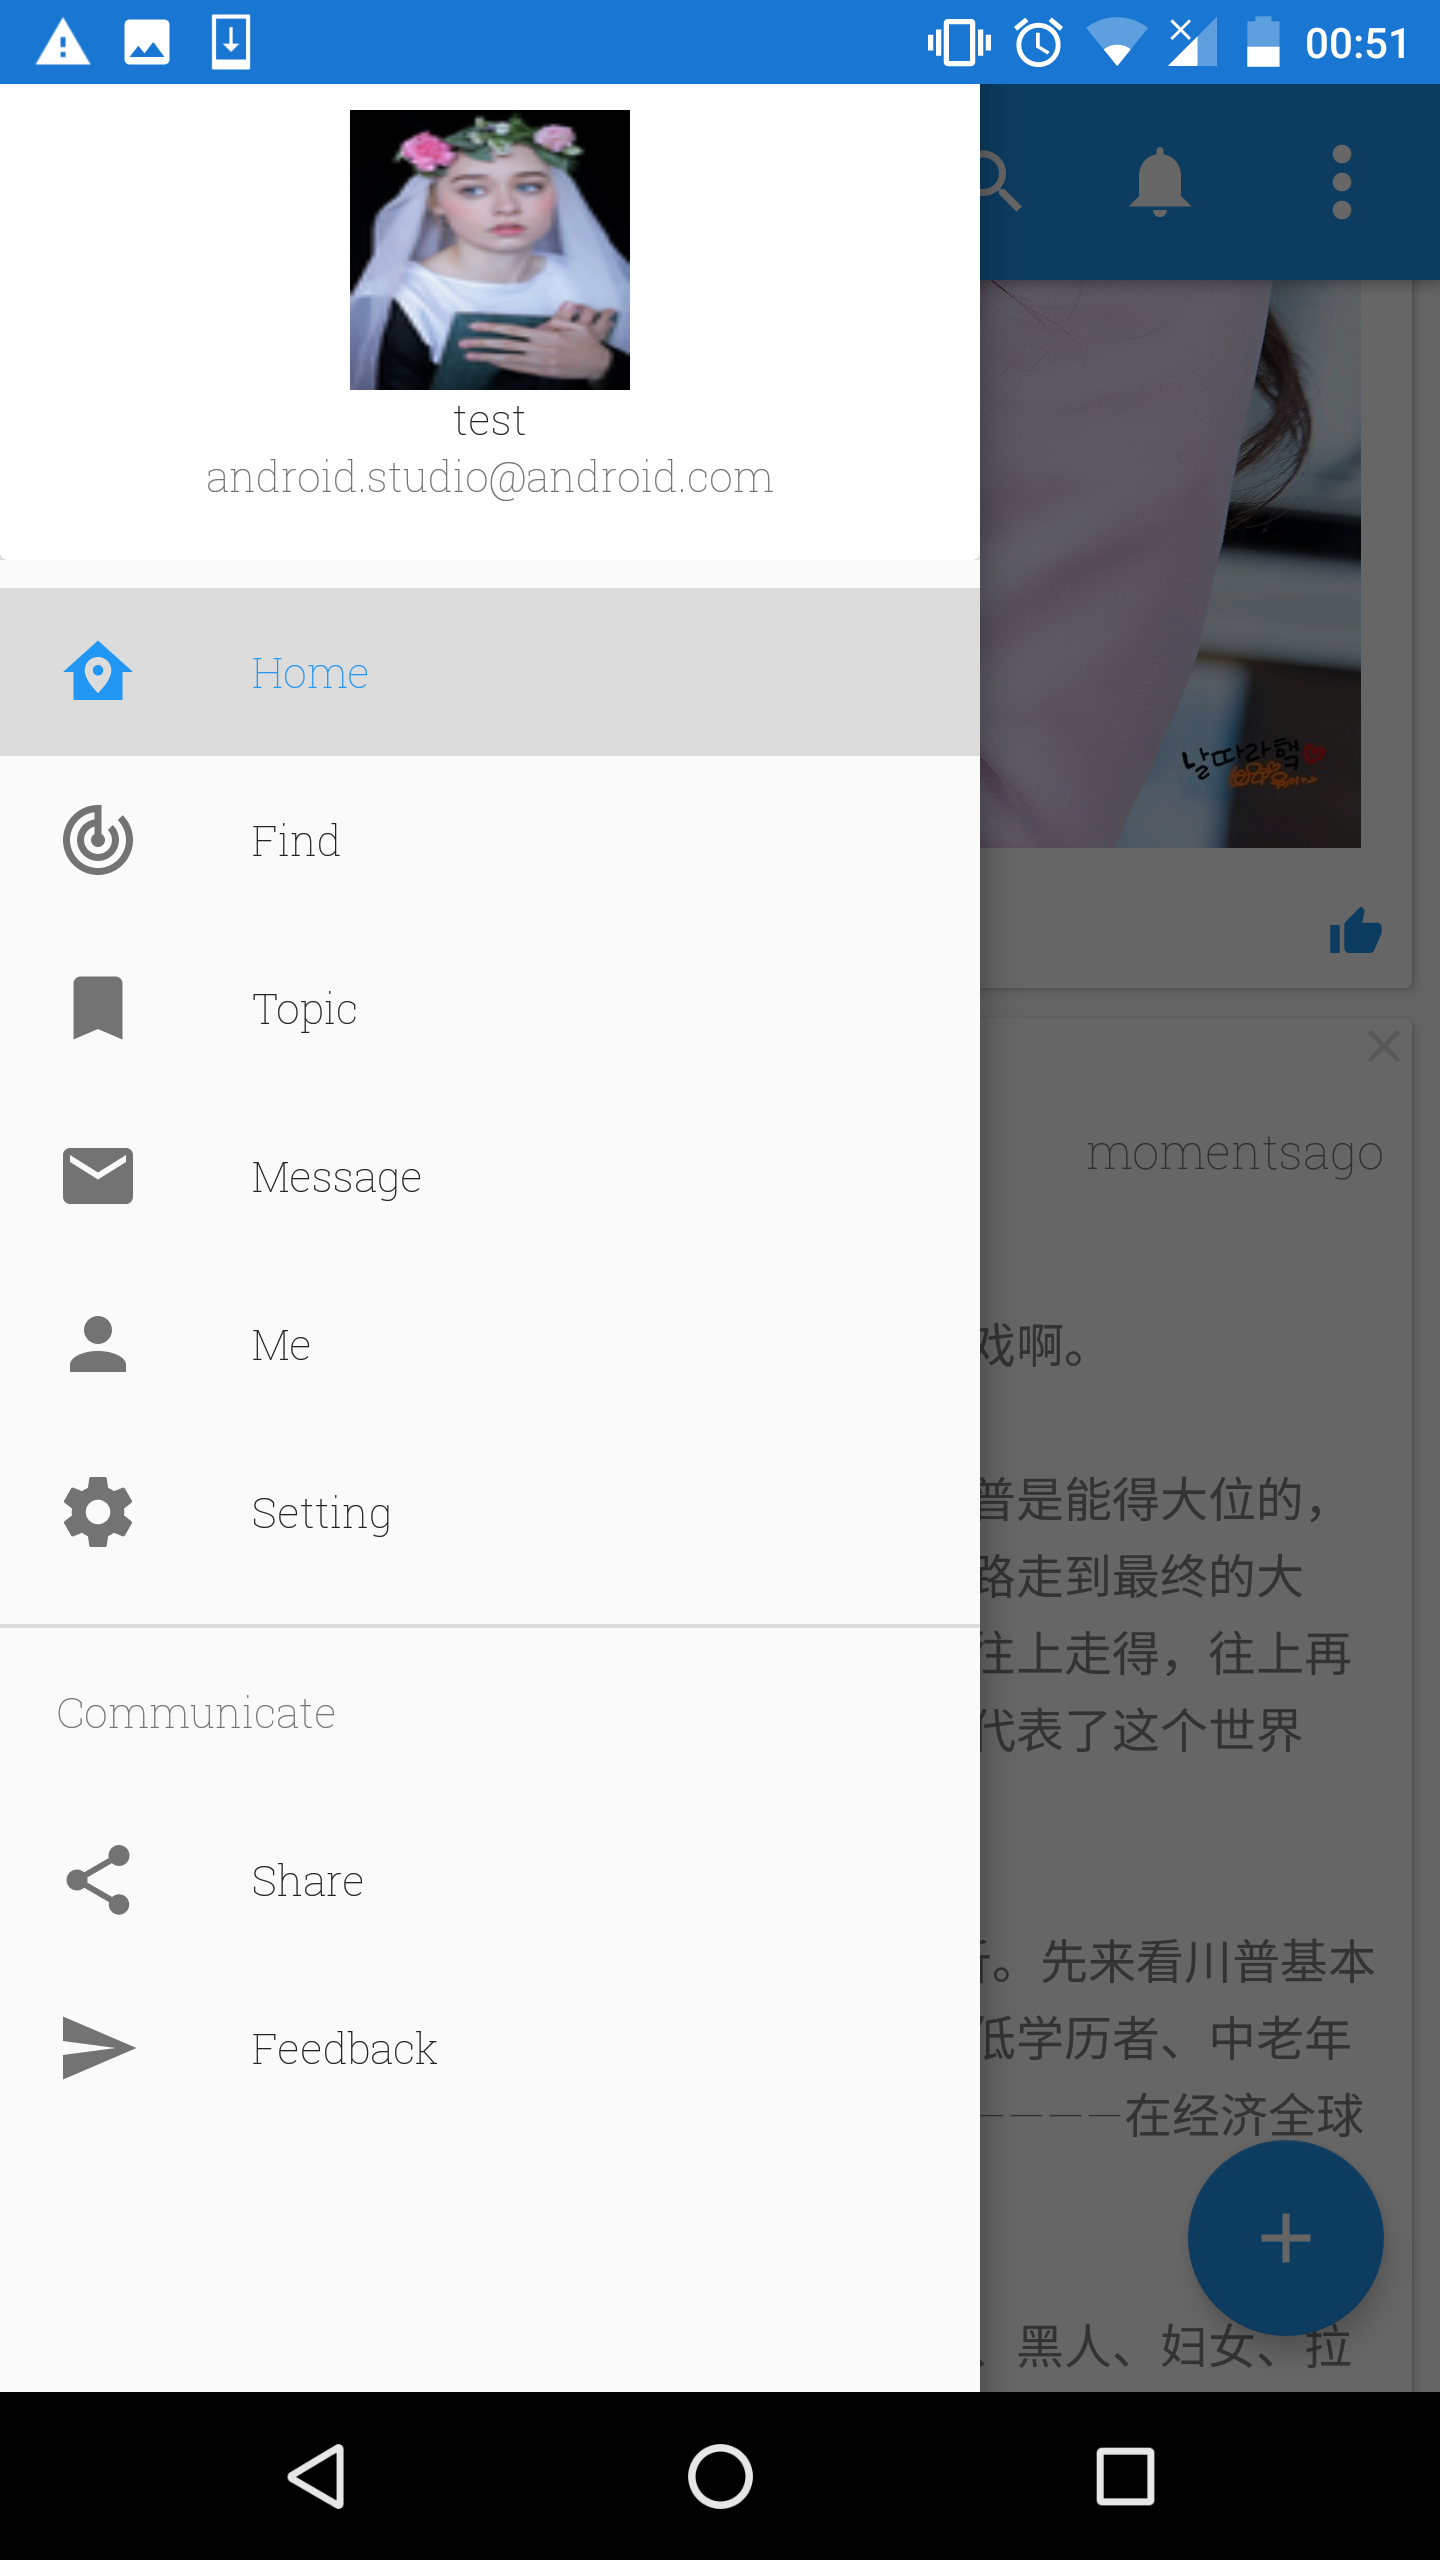 00:51
test
android.studio@android.com
Home
Find
Topic
Message
Me
Setting
Communicate
Share
Feedback
날따라해
momentsago
戏啊。
普是能得大位的，
路走到最终的大
往上走得，往上再
代表了这个世界
。先来看川普基本
低学历者、中老年
————在经济全球
、黑人、妇女、拉